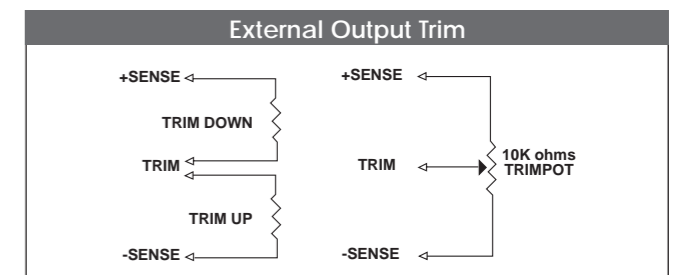 External Output Trim
+SENSE
TRIM DOWN
TRIM
TRIM UP
-SENSE
+SENSE
TRIM
10K ohms
TRIMPOT
-SENSE